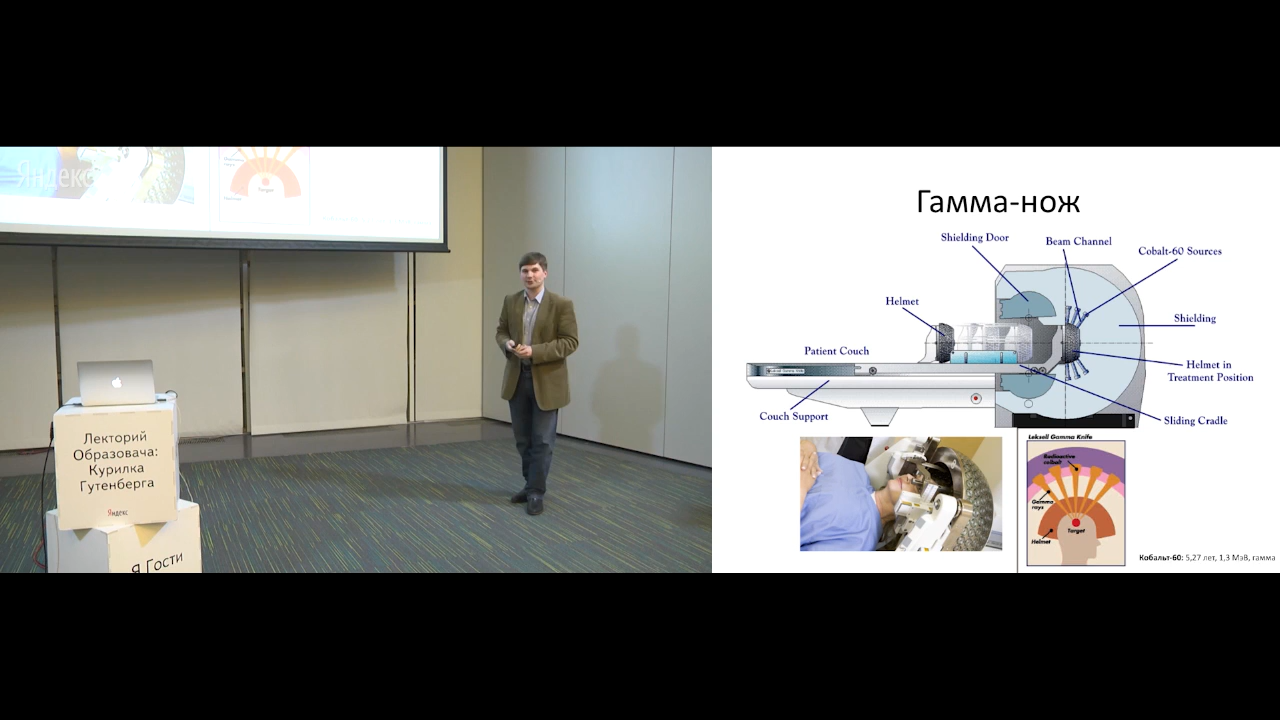 Яндекс
Target
Лекторий
Образовача:
Курилка
Гутенберга
Яндекс
Я Гости
Гамма-нож
Shielding Door
Beam Channel
Cobalt-60 Sources
Helmet
Shielding
Patient Couch
Helmet in
Treatment Position
Couch Support
Sliding Cradle
Leksell Gamma Knife
Radioactive
cobalt
Gamma
rays
Target
Helmet
Кобальт-60: 5,27 лет, 1,3 МэВ, гамма